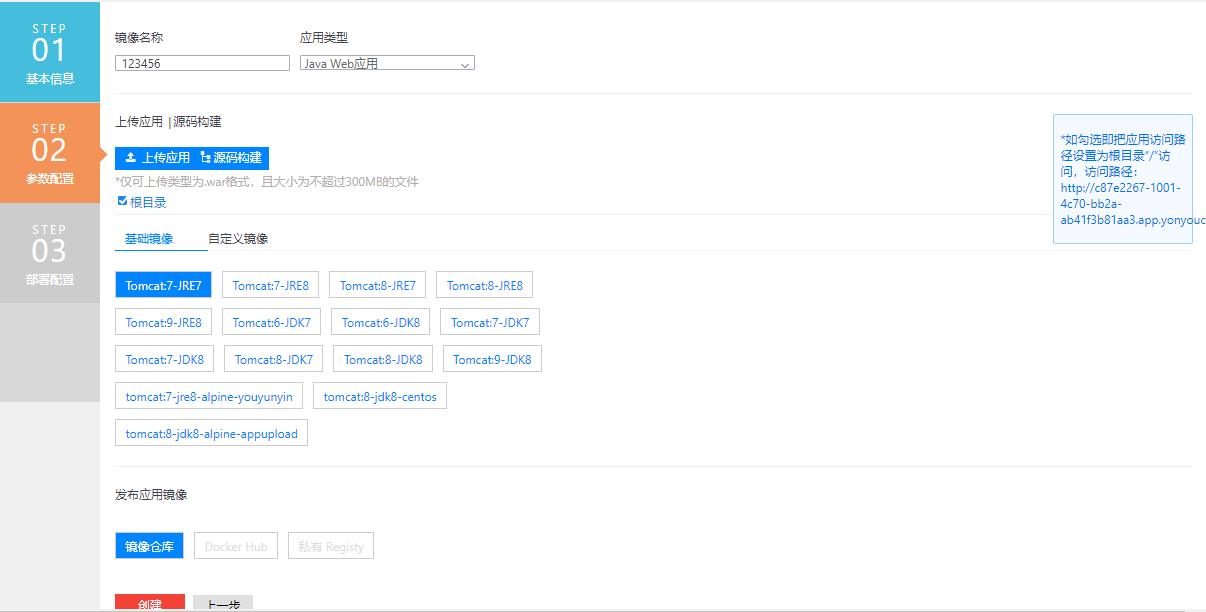 STEP
01
基本信息
STEP
02
参数配置
STEP
03
部署配置
镜像名称 应用类型
123456 Java Web应用
上传应用 |源码构建
上传应用 源码构建
*仅可上传类型为.war格式，且大小为不超过300MB的文件
根目录
*如勾选即把应用访问路
径设置为根目录“/”访
问，访问路径：
http://c87e2267-1001-
4c70-bb2a-
ab41f3b81aa3.app.yonyouc
基础镜像 自定义镜像
Tomcat:7-JRE7 Tomcat:7-JRE8 Tomcat:8-JRE7 Tomcat:8-JRE8
Tomcat:9-JRE8 Tomcat:6-JDK7 Tomcat:6-JDK8 Tomcat:7-JDK7
Tomcat:7-JDK8 Tomcat:8-JDK7 Tomcat:8-JDK8 Tomcat:9-JDK8
tomcat:7-jre8-alpine-youyunyin tomcat:8-jdk8-centos
tomcat:8-jdk8-alpine-appupload
发布应用镜像
镜像仓库 Docker Hub 私有 Registy
创建 上一步